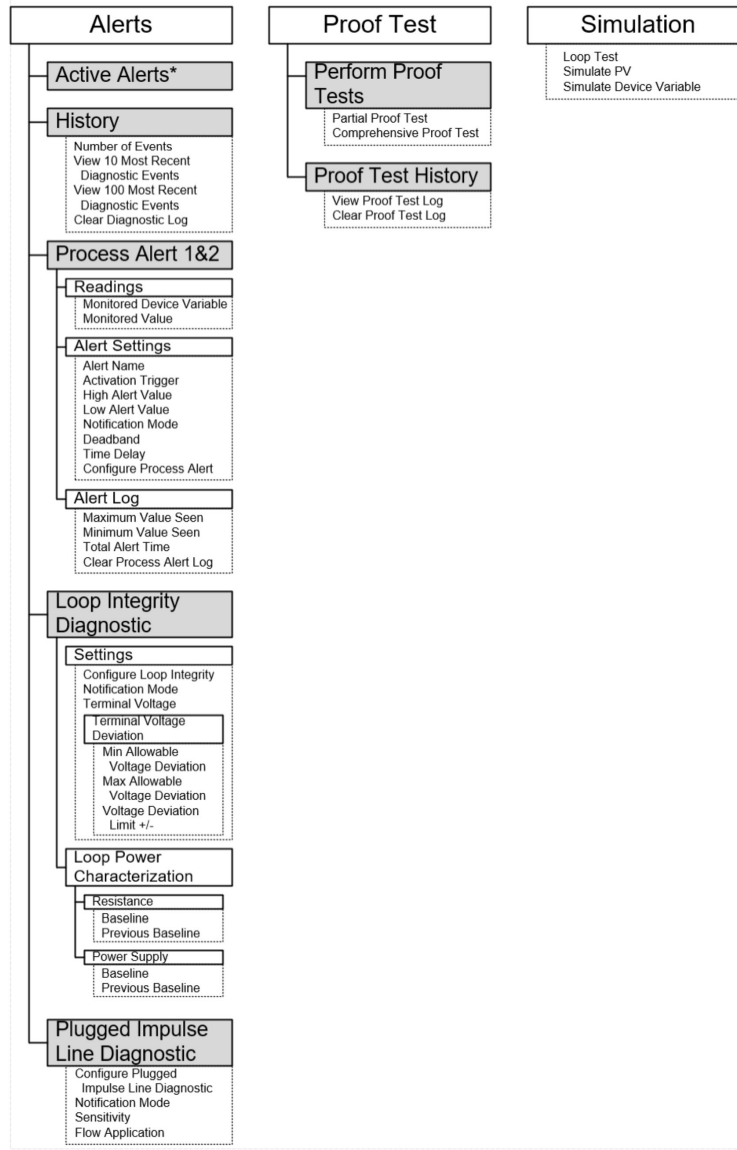 Alerts
Active Alerts*
History
Number of Events
View 10 Most Recent
Diagnostic Events
View 100 Most Recent
Diagnostic Events
Clear Diagnostic Log
Process Alert 1&2
Readings
Monitored Device Variable
Monitored Value
Alert Settings
Alert Name
Activation Trigger
High Alert Value
Low Alert Value
Notification Mode
Deadband
Time Delay
Configure Process Alert
Alert Log
Maximum Value Seen
Minimum Value Seen
Total Alert Time
Clear Process Alert Log
Loop Integrity
Diagnostic
Settings
Configure Loop Integrity
Notification Mode
Terminal Voltage
Terminal Voltage
Deviation
Min Allowable
Voltage Deviation
Max Allowable
Voltage Deviation
Voltage Deviation
Limit +/-
Loop Power
Characterization
Resistance
Baseline
Previous Baseline
Power Supply
Baseline
Previous Baseline
Plugged Impulse
Line Diagnostic
Configure Plugged
Impulse Line Diagnostic
Notification Mode
Sensitivity
Flow Application
Proof Test
Perform Proof
Tests
Partial Proof Test
Comprehensive Proof Test
Proof Test History
View Proof Test Log
Clear Proof Test Log
Simulation
Loop Test
Simulate PV
Simulate Device Variable